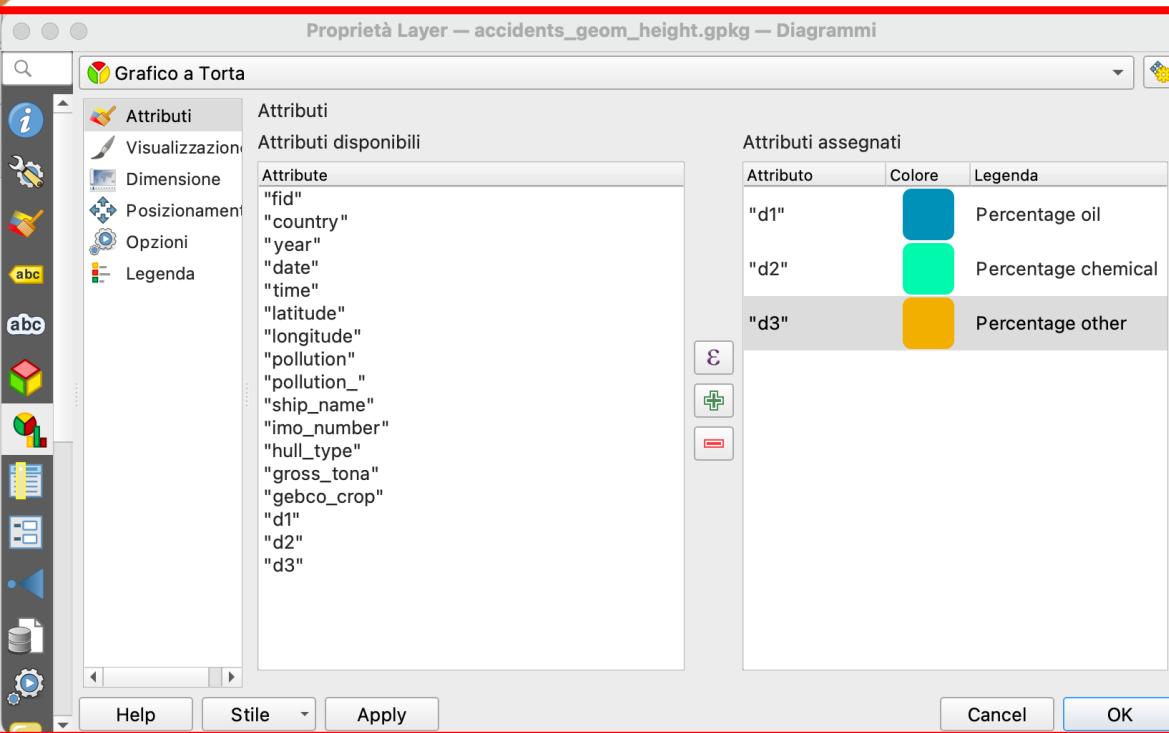 Proprietà Layer — accidents_geom_height.gpkg — Diagrammi
Grafico a Torta
Attributi
Visualizzazion
Dimensione
Posizionament
Opzioni
Legenda
abc
abc
Attributi
Attributi disponibili
Attribute
"fid"
"country"
"year"
"date"
"time"
"latitude"
"longitude"
"pollution"
"pollution_"
"ship_name"
"imo_number"
"hull_type"
"gross_tona"
"gebco_crop"
"d1"
"d2"
"d3"
ε
Attributi assegnati
Attributo Colore Legenda
"d1" Percentage oil
"d2" Percentage chemical
"d3" Percentage other
Help Stile Apply Cancel OK